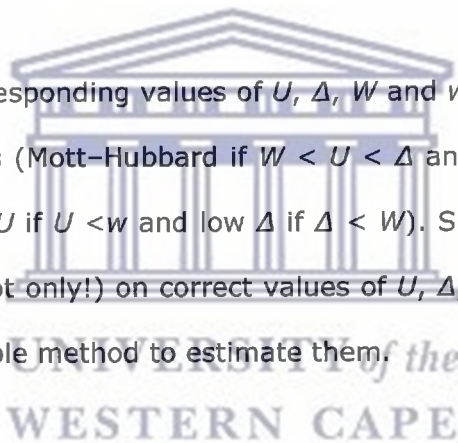 esponding values of U, Δ, W and w
s (Mott–Hubbard if W < U < Δ an
U if U <w and low Δ if Δ < W). S
ot only!) on correct values of U, Δ,
ole method to estimate them.
UNIVERSITY of the
WESTERN CAPE